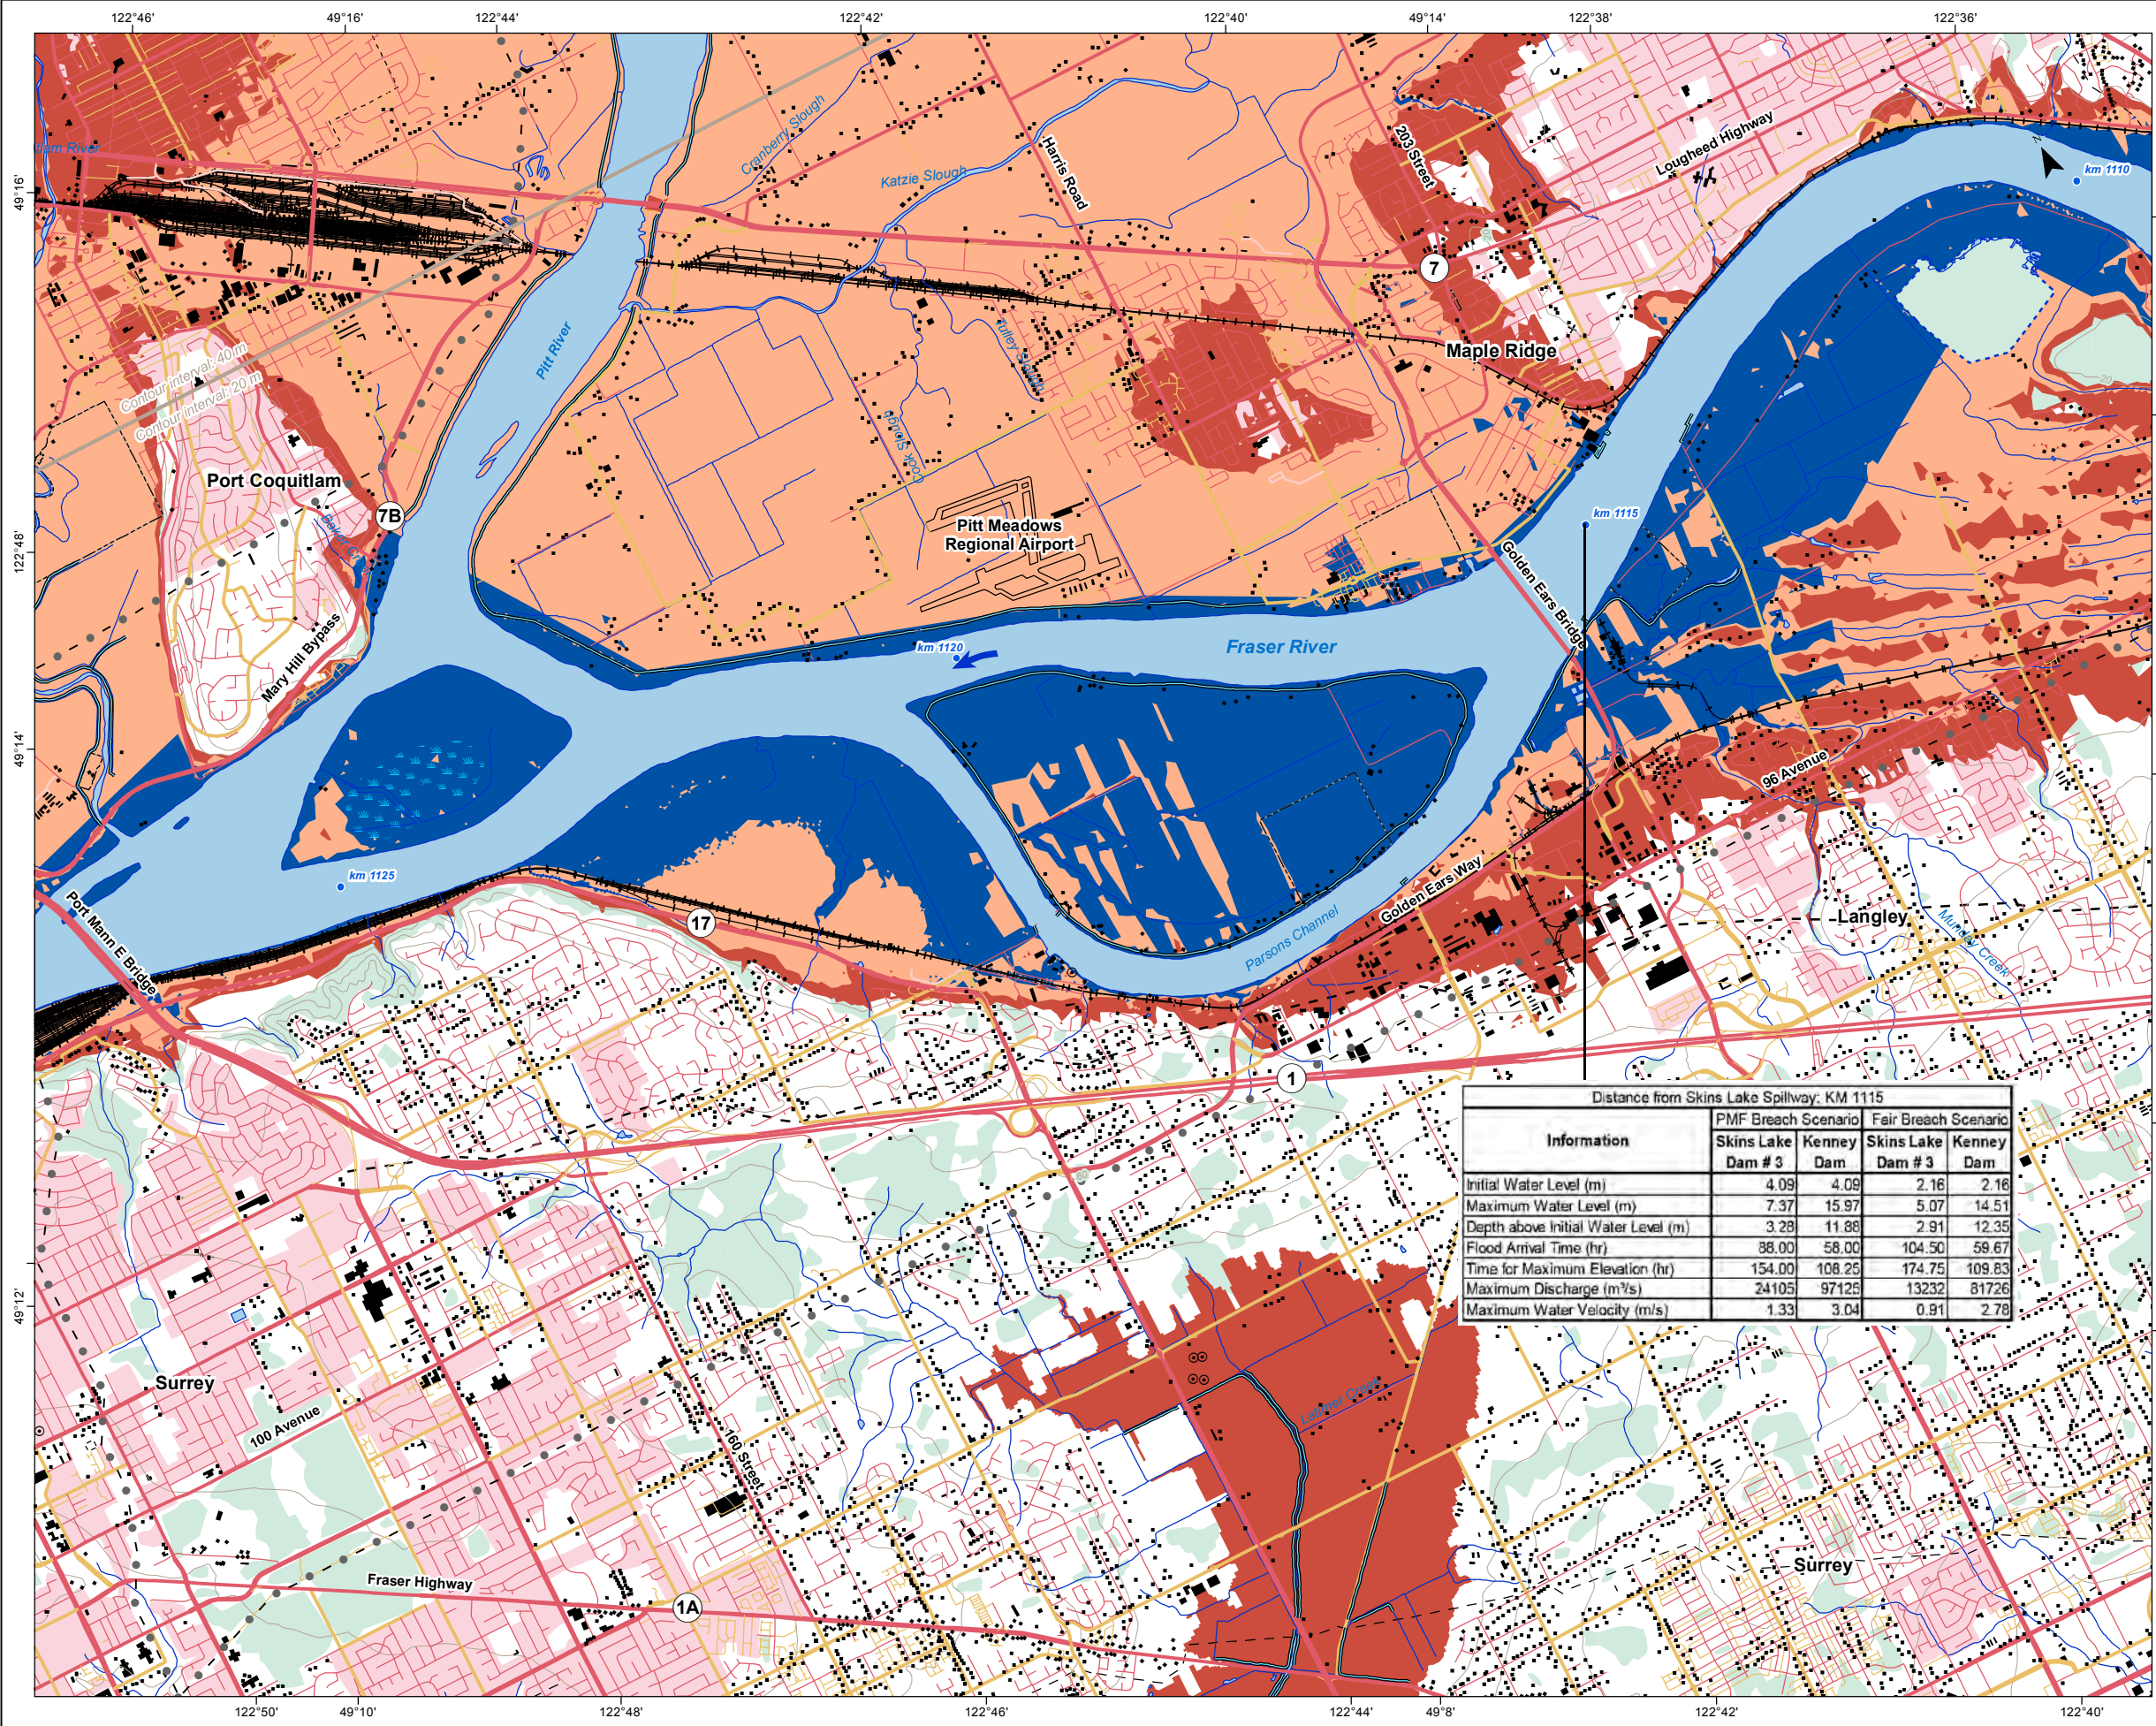 122°46'
49°16'
122°44'
122°42'
122°40'
49°14'
122°38'
122°36'
49°16'
122°48'
49°14'
49°12'
Cranberry Slough
Katzie Slough
Harris Road
203 Street
Lougheed Highway
N
km 1110
7
Pitt River
Maple Ridge
20
Contour interval: 40 m
Contour interval: 20 m
Cook Slough
Port Coquitlam
7B
Pitt Meadows
Regional Airport
km 1115
Golden Ears Bridge
Mary Hill Bypass
km 1120
Fraser River
96 Avenue
km 1125
Port Mann E Bridge
17
Golden Ears Way
Parsons Channel
Langley
Munday Creek
1
60
Distance from Skins Lake Spillway: KM 1115
Information
PMF Breach Scenario Fair Breach Scenario
Skins Lake Dam # 3 Kenney Dam Skins Lake Dam # 3 Kenney Dam
Initial Water Level (m) 4.09 4.09 2.16 2.16
Maximum Water Level (m) 7.37 15.97 5.07 14.51
Depth above Initial Water Level (m) 3.28 11.88 2.91 12.35
Flood Arrival Time (hr) 88.00 58.00 104.50 59.67
Time for Maximum Elevation (hr) 154.00 108.25 174.75 109.83
Maximum Discharge (m³/s) 24105 97125 13232 81726
Maximum Water Velocity (m/s) 1.33 3.04 0.91 2.78
Surrey
100 Avenue
160 Street
Latimer Creek
Fraser Highway
1A
Surrey
122°50'
49°10'
122°48'
122°46'
122°44'
49°8'
122°42'
122°40'